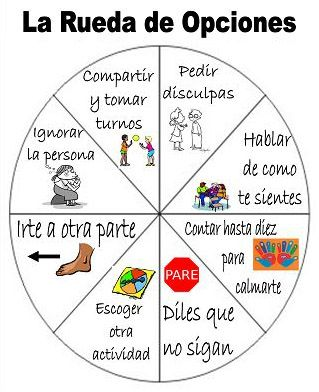 La Rueda de Opciones
Compartir
y tomar
turnos
Pedir
disculpas
Hablar
de como
te sientes
Contar hasta diez
para
calmarte
Diles que
no sigan
PARE
Escoger
otra
actividad
Irte a otra parte
Ignorar
la persona